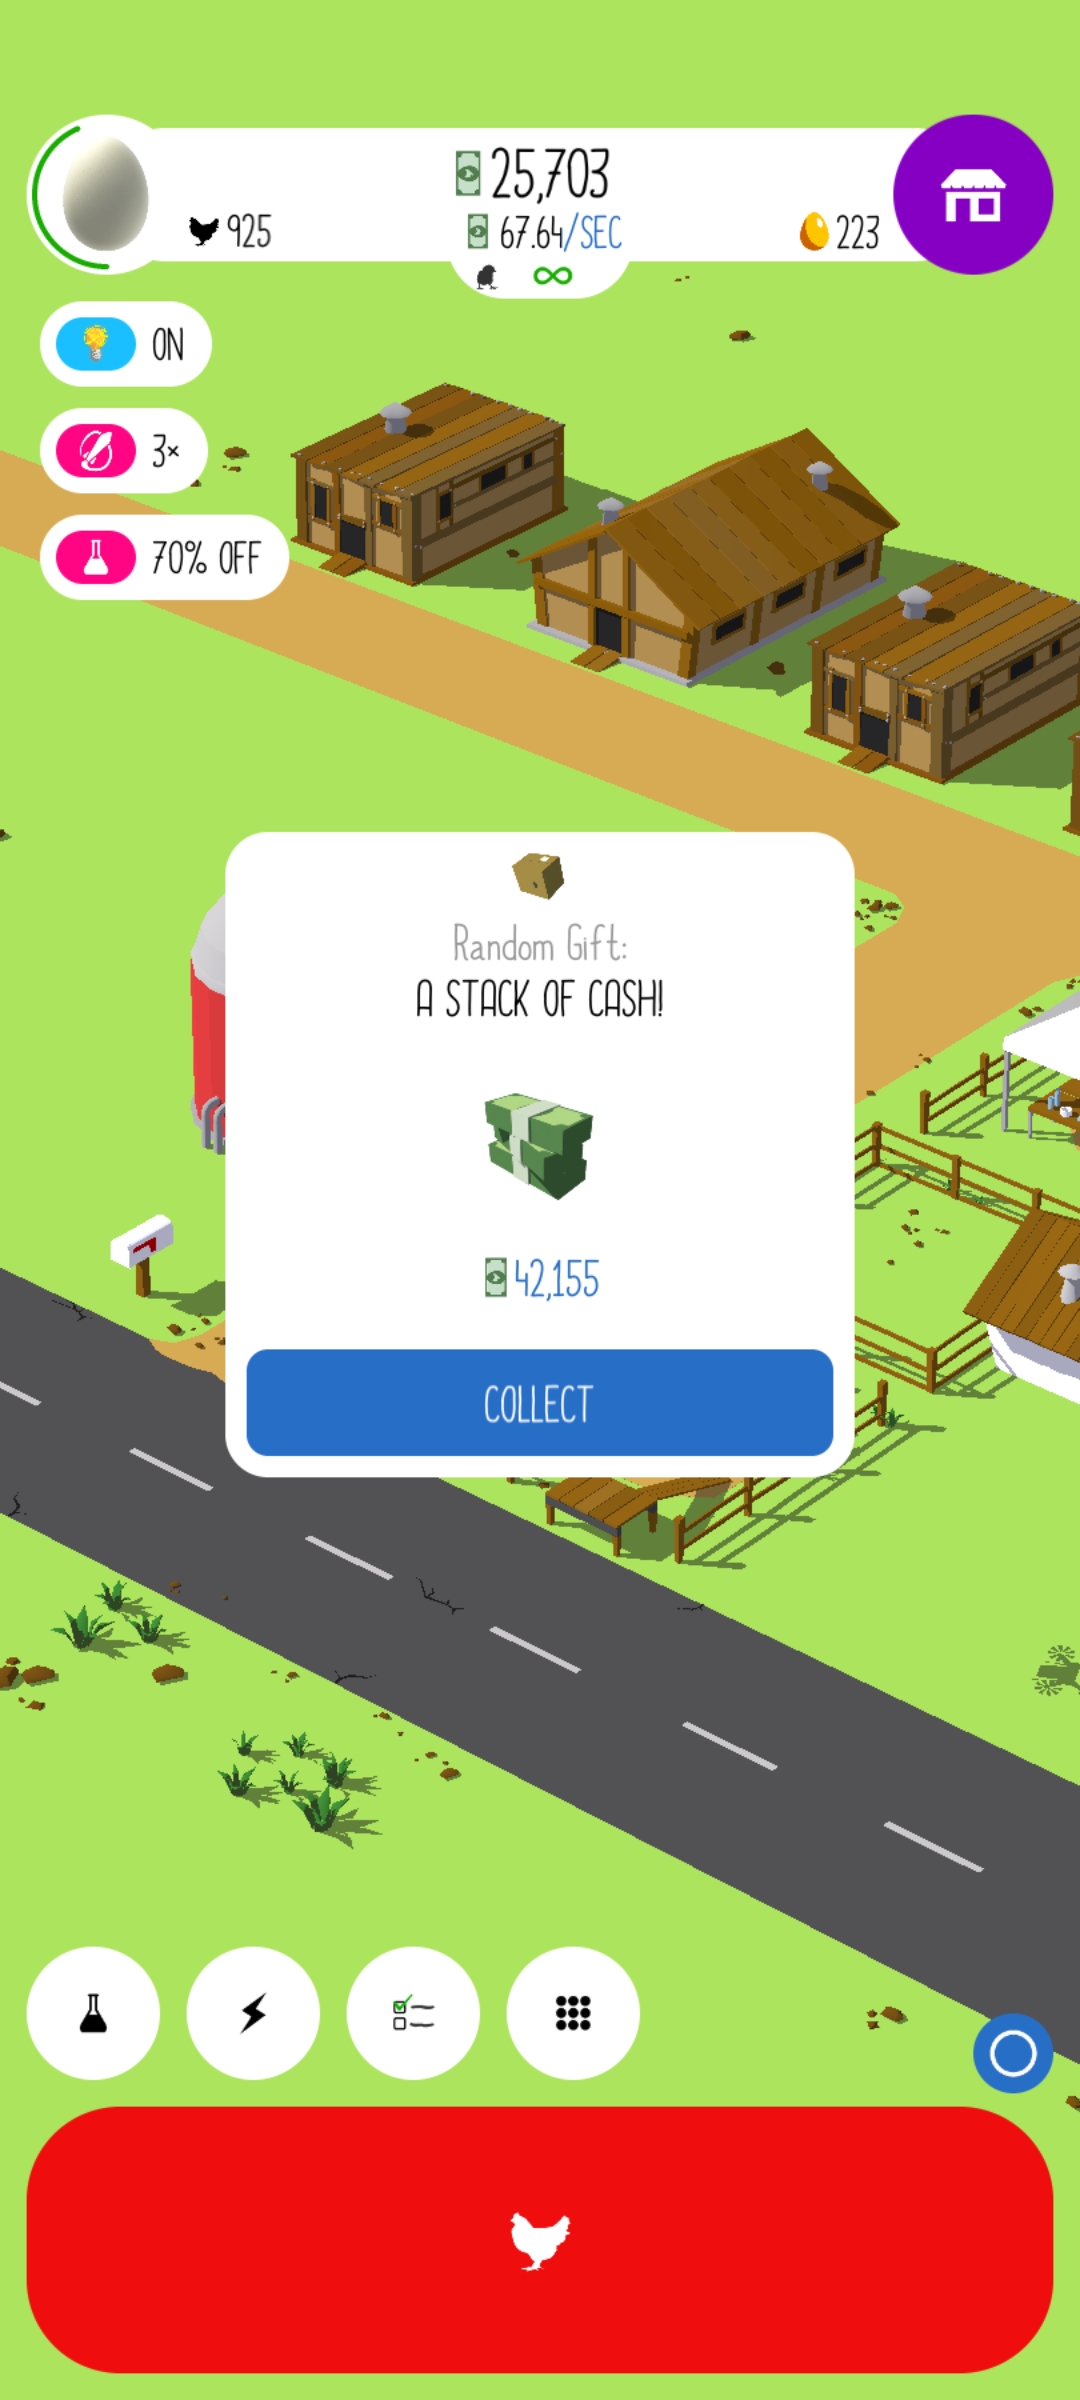 25,703
925
67.64/SEC
223
ON
3×
70% OFF
Random Gift:
A STACK OF CASH!
42,155
COLLECT